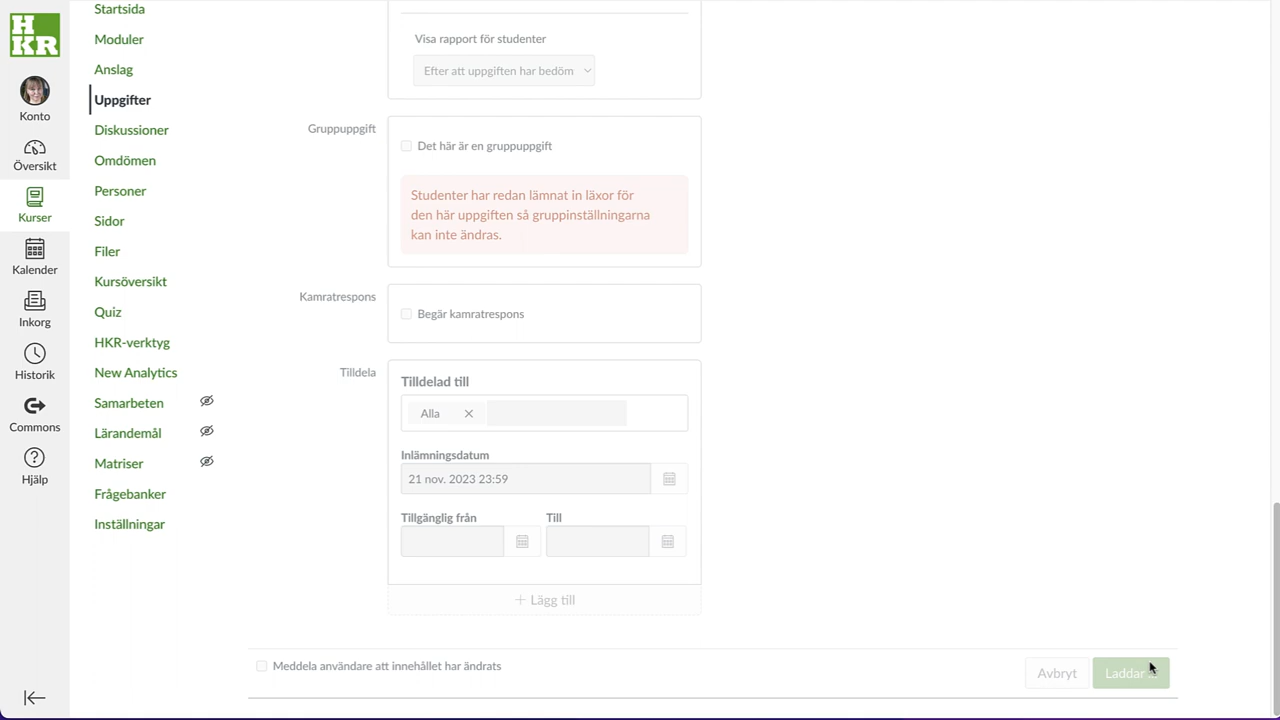 HKR
Konto
Översikt
Kurser
Kalender
Inkorg
Historik
Commons
Hjälp
Startsida
Moduler
Anslag
Uppgifter
Diskussioner
Omdömen
Personer
Sidor
Filer
Kursöversikt
Quiz
HKR-verktyg
New Analytics
Samarbeten
Lärandemål
Matriser
Frågebanker
Inställningar
Visa rapport för studenter
Efter att uppgiften har bedöm
Gruppuppgift
Det här är en gruppuppgift
Studenter har redan lämnat in läxor för
den här uppgiften så gruppinställningarna
kan inte ändras.
Kamratrespons
Begär kamratrespons
Tilldela
Tilldelad till
Alla
Inlämningsdatum
21 nov. 2023 23:59
Tillgänglig från Till
+ Lägg till
Meddela användare att innehållet har ändrats
Avbryt
Laddar ...